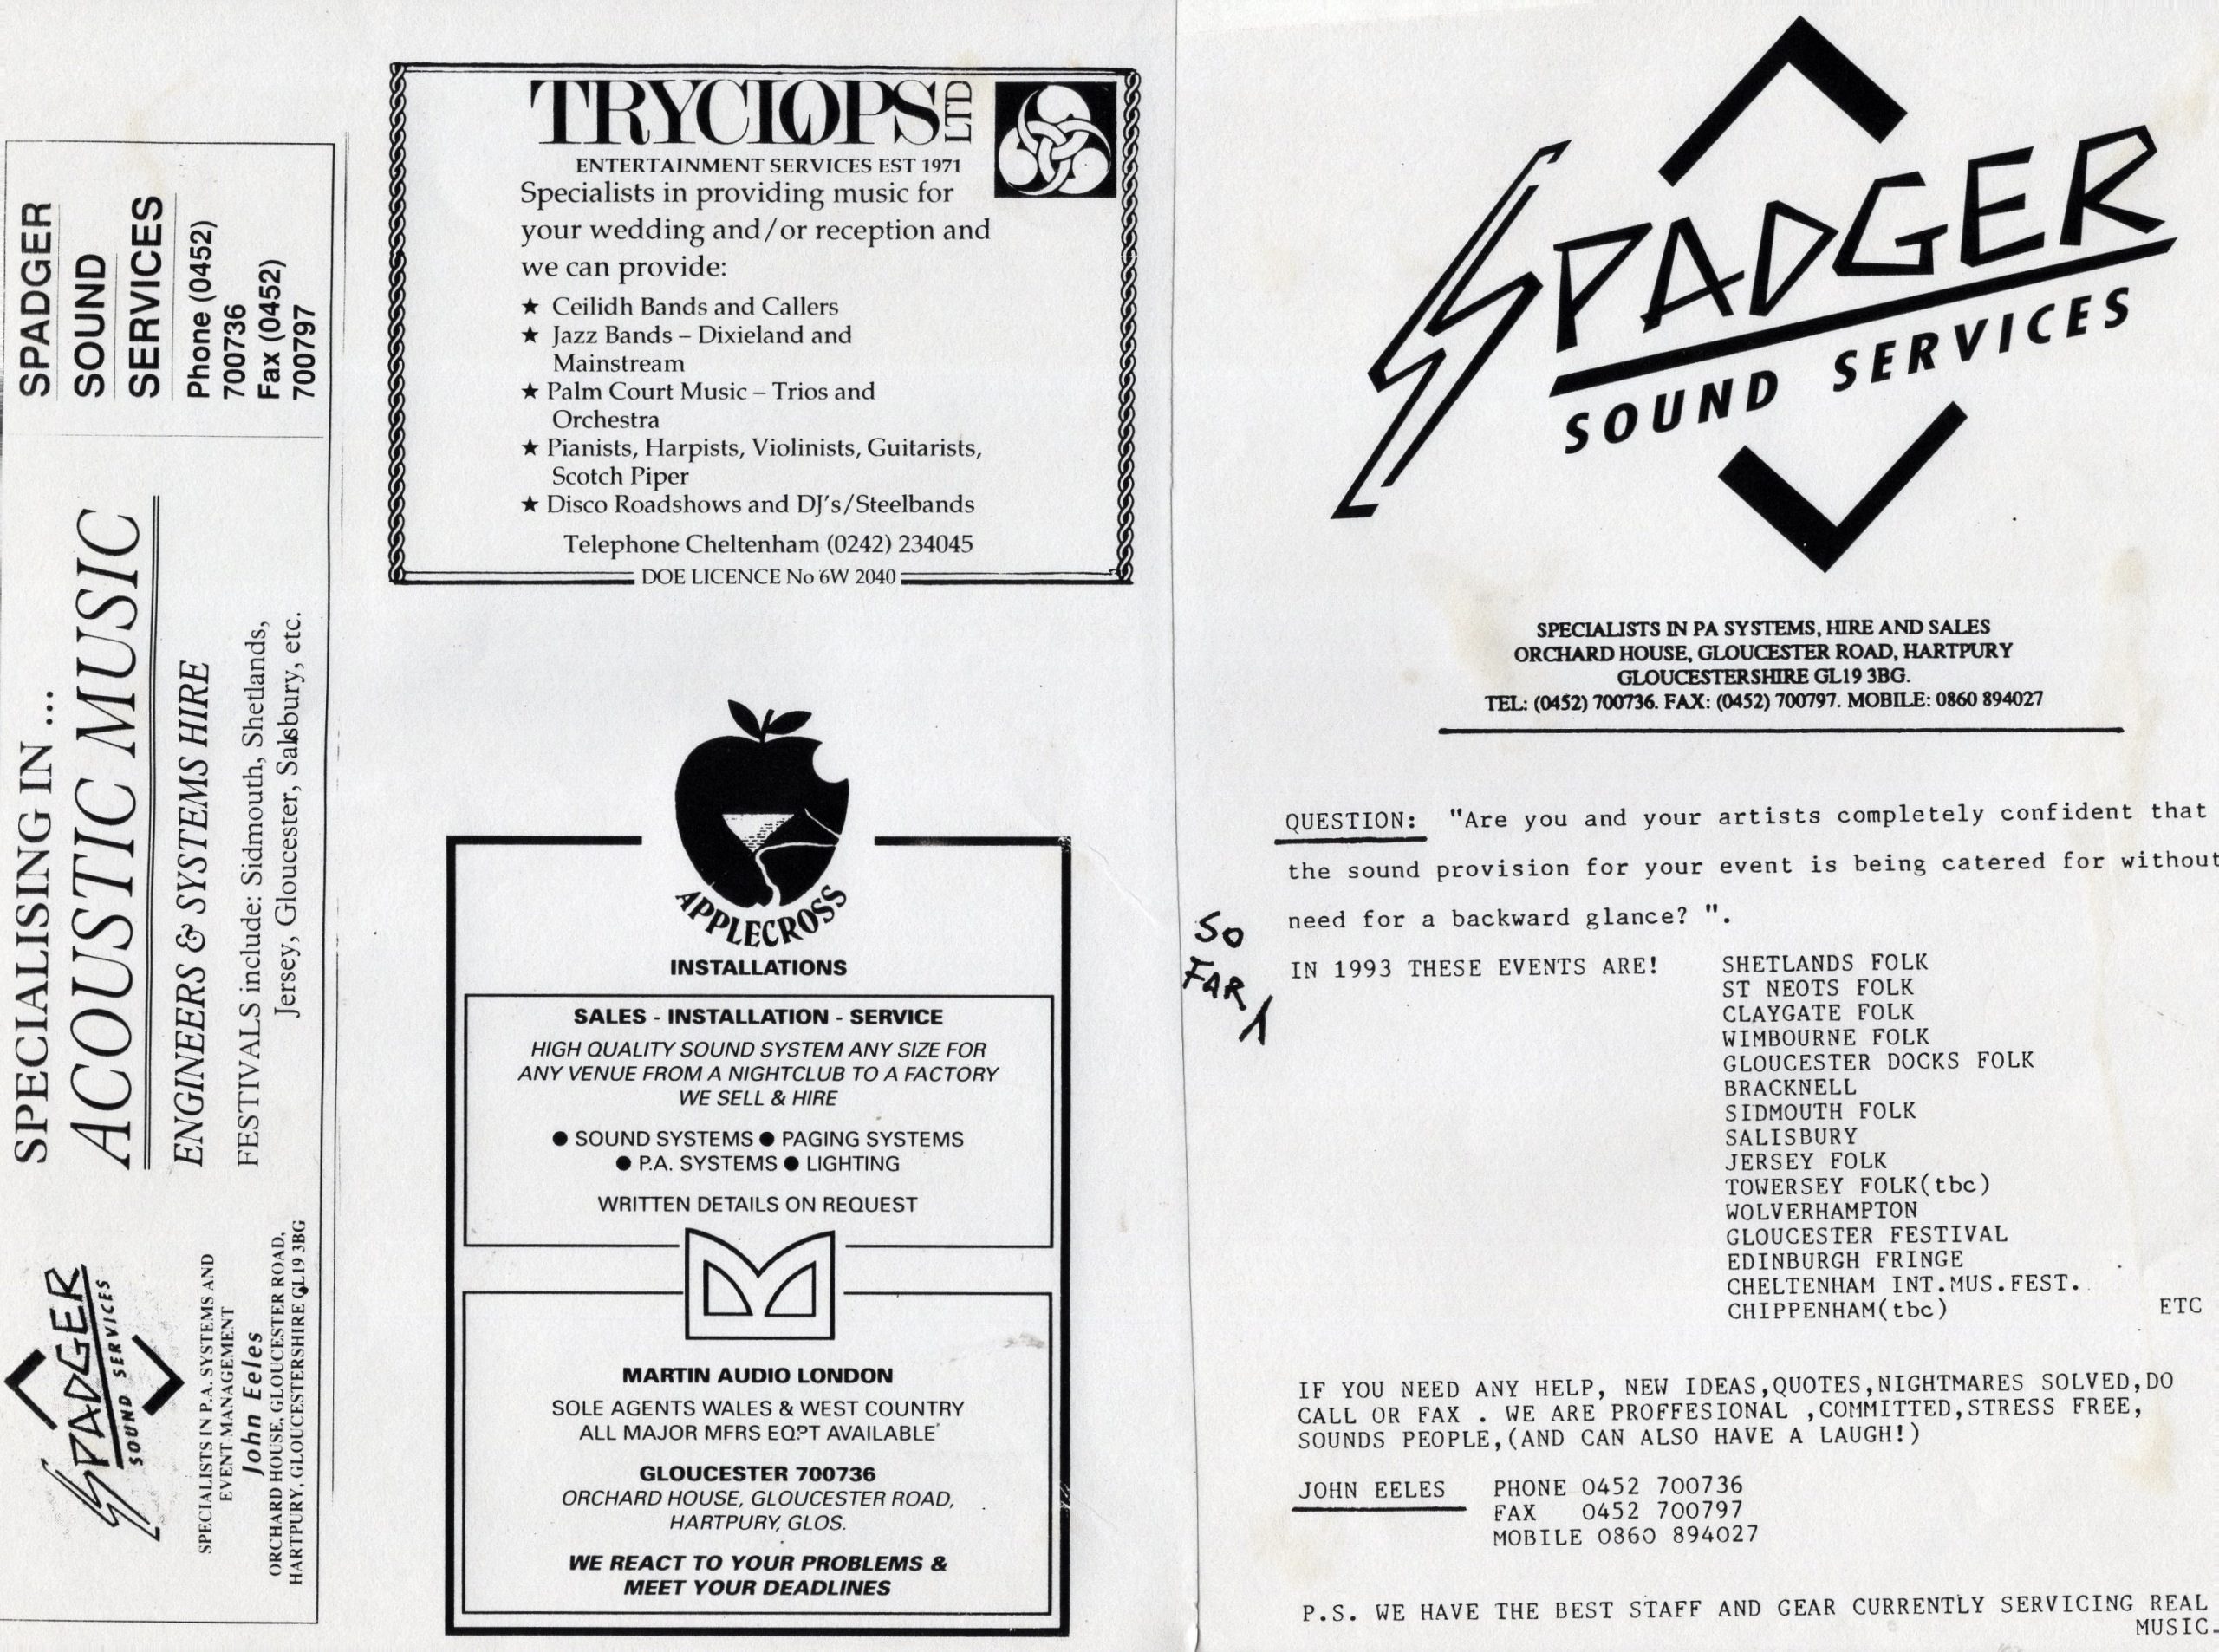 SPADGER
SOUND
SERVICES
Phone (0452)
700736
Fax (0452)
700797
SPECIALISING IN ...
ACOUSTIC MUSIC
ENGINEERS & SYSTEMS HIRE
FESTIVALS include: Sidmouth, Shetlands,
Jersey, Gloucester, Salsbury, etc.
SPADGER
SOUND SERVICES
SPECIALISTS IN P.A. SYSTEMS AND
EVENT MANAGEMENT
John Eeles
ORCHARD HOUSE, GLOUCESTER ROAD,
HARTPURY, GLOUCESTERSHIRE GL19 3BG
TRYCLOPS LTD
ENTERTAINMENT SERVICES EST 1971
Specialists in providing music for
your wedding and/or reception and
we can provide:
★ Ceilidh Bands and Callers
★ Jazz Bands – Dixieland and
Mainstream
★ Palm Court Music – Trios and
Orchestra
★ Pianists, Harpists, Violinists, Guitarists,
Scotch Piper
★ Disco Roadshows and DJ's/Steelbands
Telephone Cheltenham (0242) 234045
DOE LICENCE No 6W 2040
APPLECROSS
INSTALLATIONS
SALES - INSTALLATION - SERVICE
HIGH QUALITY SOUND SYSTEM ANY SIZE FOR
ANY VENUE FROM A NIGHTCLUB TO A FACTORY
WE SELL & HIRE
● SOUND SYSTEMS ● PAGING SYSTEMS
● P.A. SYSTEMS ● LIGHTING
WRITTEN DETAILS ON REQUEST
MARTIN AUDIO LONDON
SOLE AGENTS WALES & WEST COUNTRY
ALL MAJOR MFRS EQPT AVAILABLE
GLOUCESTER 700736
ORCHARD HOUSE, GLOUCESTER ROAD,
HARTPURY, GLOS.
WE REACT TO YOUR PROBLEMS &
MEET YOUR DEADLINES
SPADGER
SOUND SERVICES
SPECIALISTS IN PA SYSTEMS, HIRE AND SALES
ORCHARD HOUSE, GLOUCESTER ROAD, HARTPURY
GLOUCESTERSHIRE GL19 3BG.
TEL: (0452) 700736. FAX: (0452) 700797. MOBILE: 0860 894027
QUESTION: "Are you and your artists completely confident that
the sound provision for your event is being catered for without
need for a backward glance? ".
SO
FAR
IN 1993 THESE EVENTS ARE! SHETLANDS FOLK
ST NEOTS FOLK
CLAYGATE FOLK
WIMBOURNE FOLK
GLOUCESTER DOCKS FOLK
BRACKNELL
SIDMOUTH FOLK
SALISBURY
JERSEY FOLK
TOWERSEY FOLK(tbc)
WOLVERHAMPTON
GLOUCESTER FESTIVAL
EDINBURGH FRINGE
CHELTENHAM INT.MUS.FEST.
CHIPPENHAM(tbc) ETC
IF YOU NEED ANY HELP, NEW IDEAS,QUOTES,NIGHTMARES SOLVED,DO
CALL OR FAX . WE ARE PROFFESIONAL ,COMMITTED,STRESS FREE,
SOUNDS PEOPLE,(AND CAN ALSO HAVE A LAUGH!)
JOHN EELES PHONE 0452 700736
FAX 0452 700797
MOBILE 0860 894027
P.S. WE HAVE THE BEST STAFF AND GEAR CURRENTLY SERVICING REAL
MUSIC.